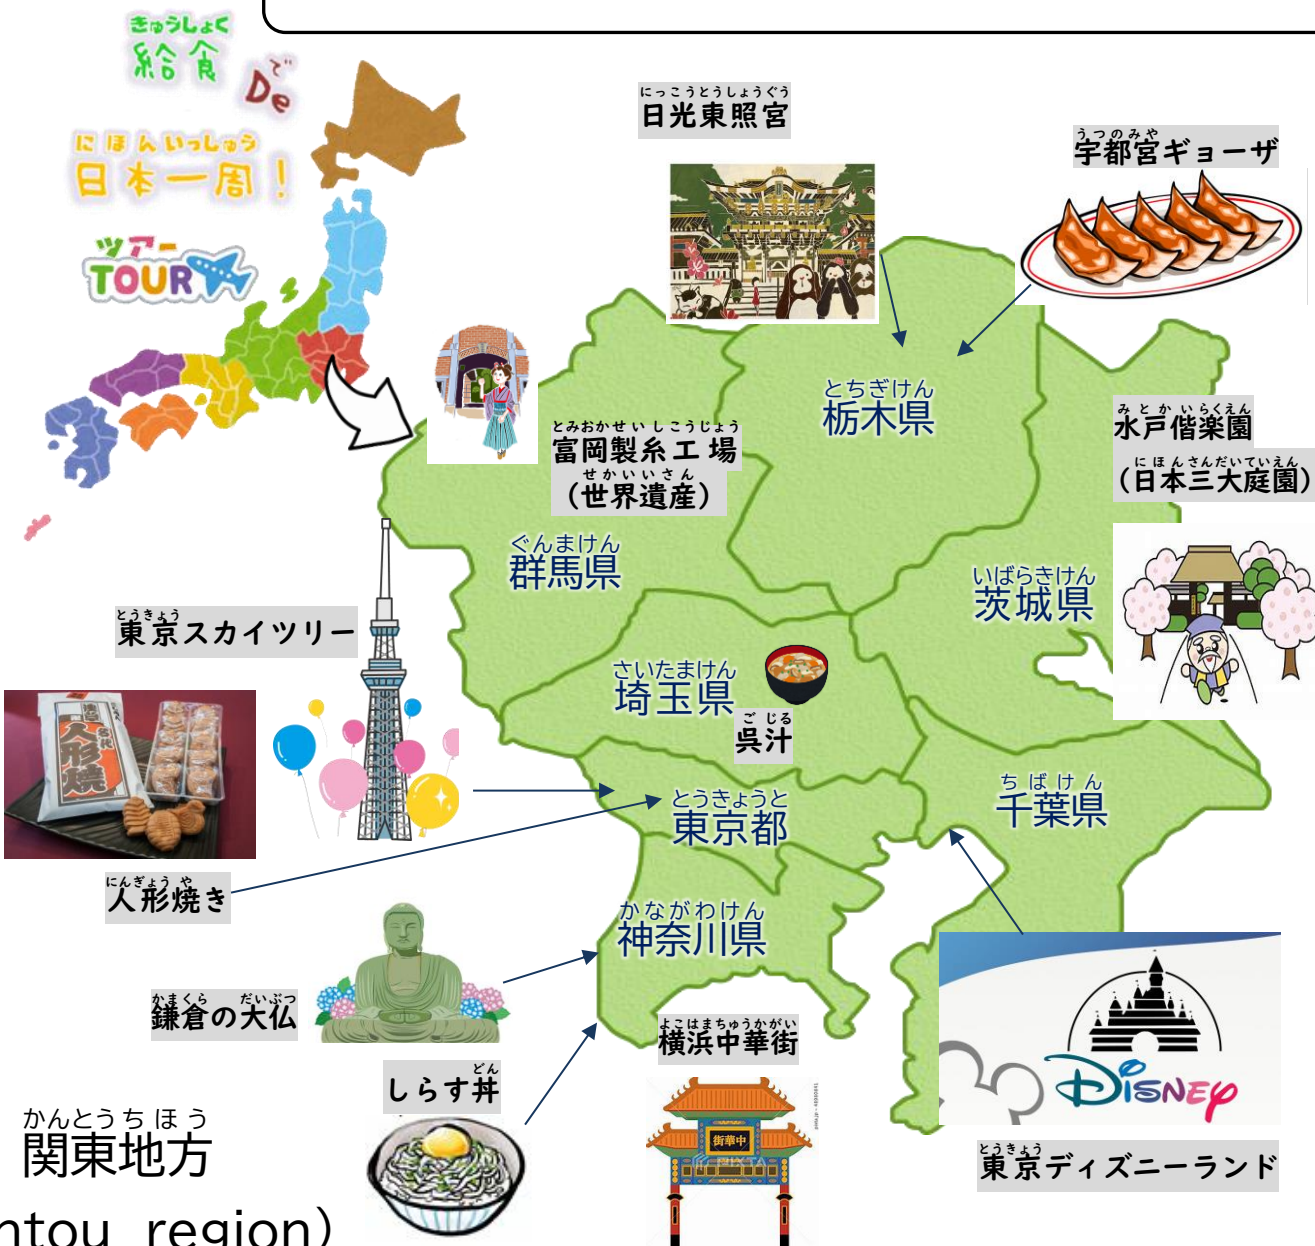 きゅうしょく
給食
で
De
にほんいっしゅう
日本一周！
ツアー
TOUR
にっこうとうしょうぐう
日光東照宮
うつのみや
宇都宮ギョーザ
とちぎけん
栃木県
みとかいらくえん
水戸偕楽園
にほんさんだいていえん
（日本三大庭園）
とみおかせいしこうじょう
富岡製糸工場
せかいいさん
（世界遺産）
ぐんまけん
群馬県
いばらきけん
茨城県
とうきょう
東京スカイツリー
さいたまけん
埼玉県
ごじる
呉汁
人形焼
ちばけん
千葉県
とうきょうと
東京都
にんぎょうや
人形焼き
かながわけん
神奈川県
かまくら だいぶつ
鎌倉の大仏
よこはまちゅうかがい
横浜中華街
どん
しらす丼
中華街
DISNEY
とうきょう
東京ディズニーランド
かんとうちほう
関東地方
ntou region)